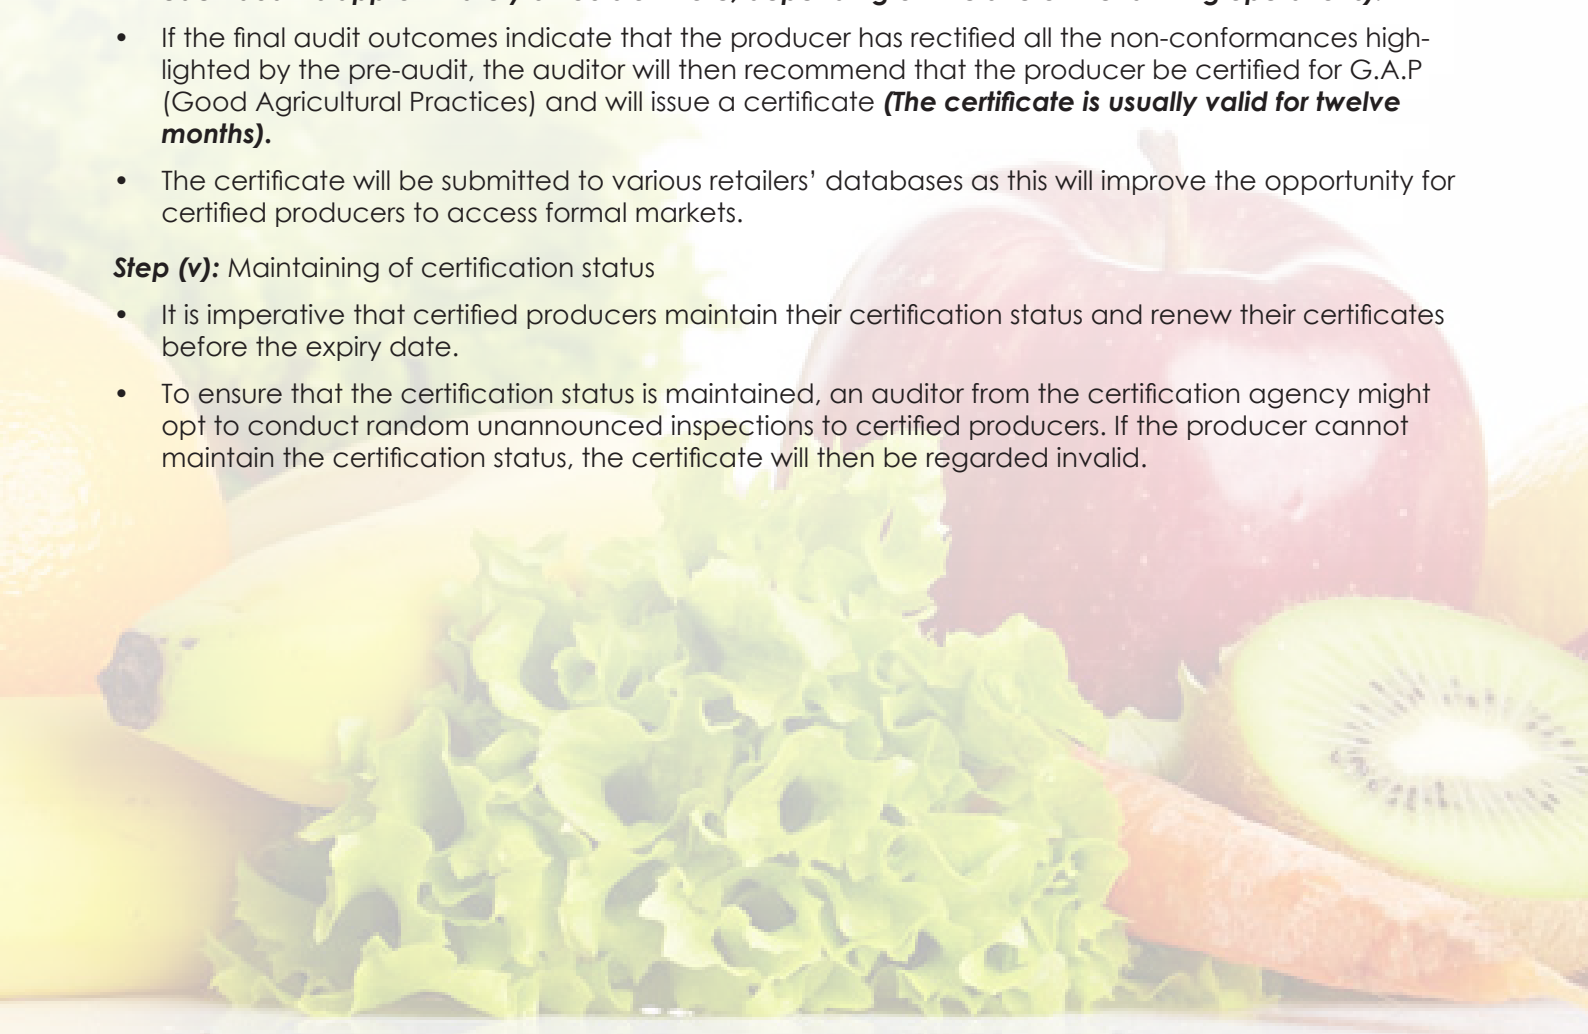 • If the final audit outcomes indicate that the producer has rectified all the non-conformances high-
lighted by the pre-audit, the auditor will then recommend that the producer be certified for G.A.P
(Good Agricultural Practices) and will issue a certificate (The certificate is usually valid for twelve
months).
• The certificate will be submitted to various retailers’ databases as this will improve the opportunity for
certified producers to access formal markets.
Step (v): Maintaining of certification status
• It is imperative that certified producers maintain their certification status and renew their certificates
before the expiry date.
• To ensure that the certification status is maintained, an auditor from the certification agency might
opt to conduct random unannounced inspections to certified producers. If the producer cannot
maintain the certification status, the certificate will then be regarded invalid.